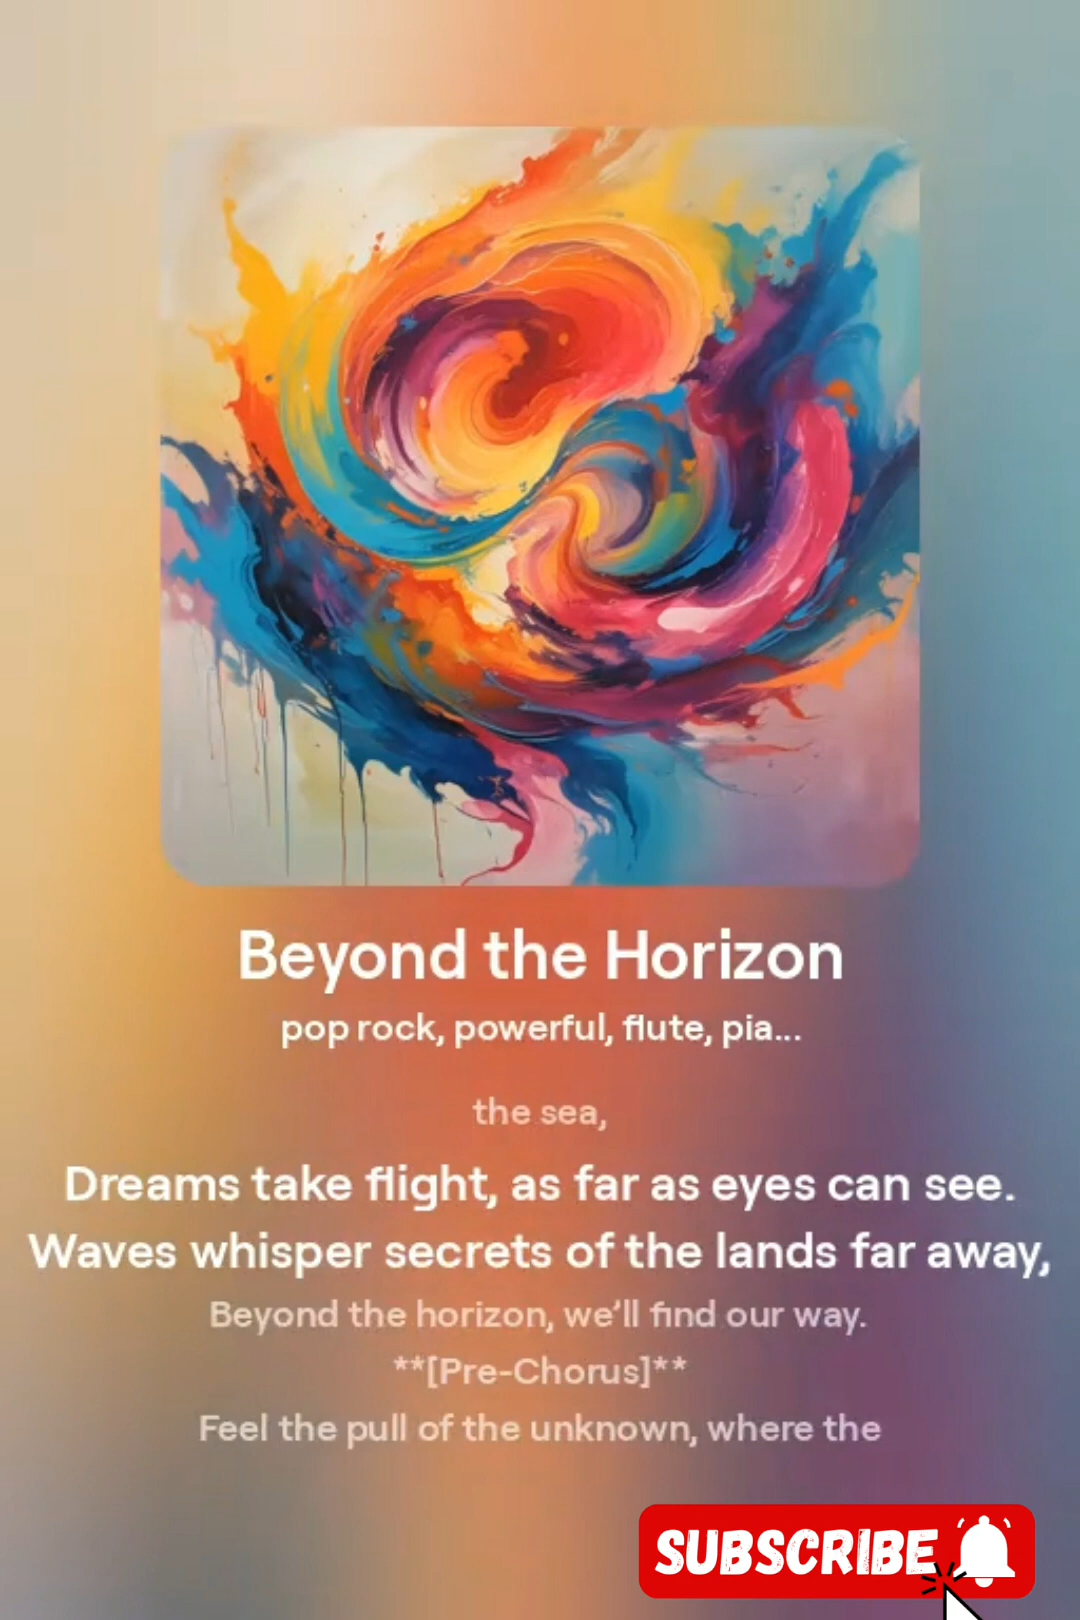 Beyond the Horizon
pop rock, powerful, flute, pia...
the sea,
Dreams take flight, as far as eyes can see.
Waves whisper secrets of the lands far away,
Beyond the horizon, we’ll find our way.
**[Pre-Chorus]**
Feel the pull of the unknown, where the
SUBSCRIBE